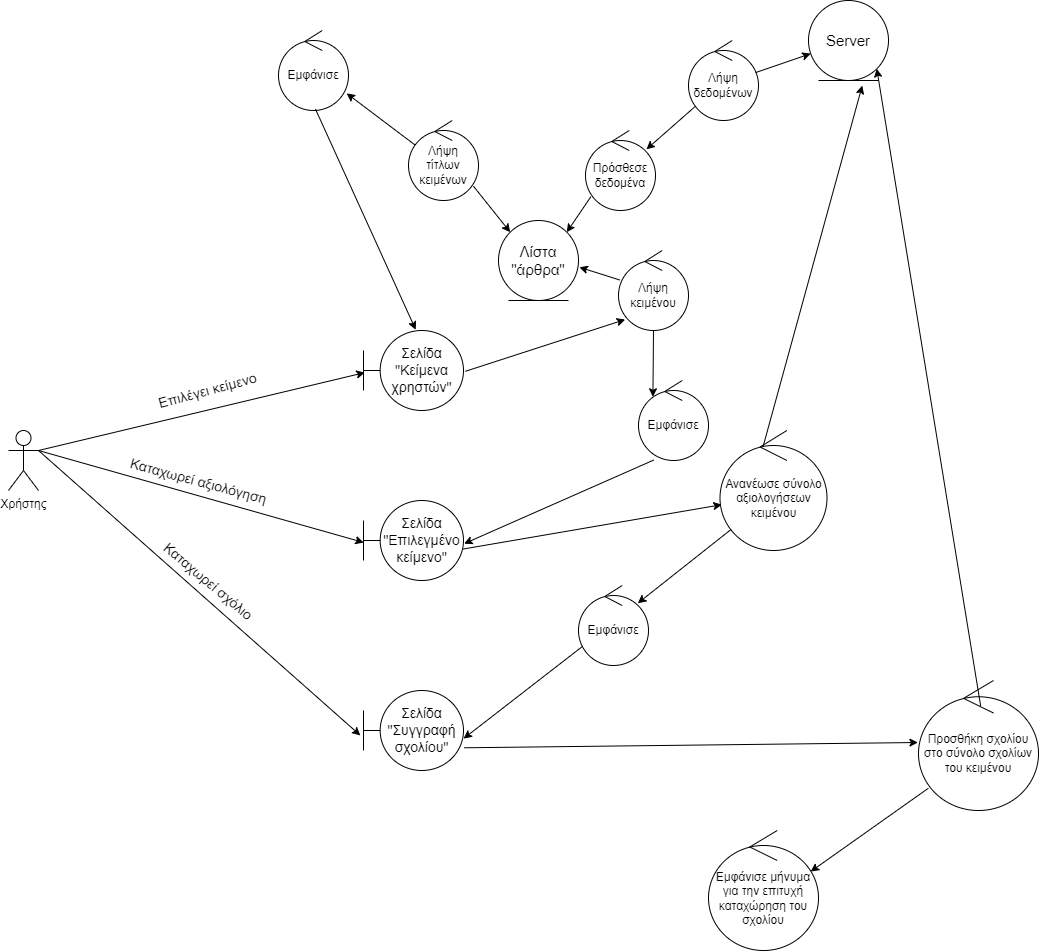 Server
Εμφάνισε
Λήψη
δεδομένων
Λήψη
τίτλων
κειμένων
Πρόσθεσε
δεδομένα
Λίστα
"άρθρα"
Λήψη
κειμένου
Σελίδα
"Κείμενα
χρηστών"
Επιλέγει κείμενο
Εμφάνισε
Χρήστης
Καταχωρεί αξιολόγηση
Ανανέωσε σύνολο
αξιολογήσεων
κειμένου
Σελίδα
"Επιλεγμένο
κείμενο"
Καταχωρεί σχόλιο
Εμφάνισε
Σελίδα
"Συγγραφή
σχολίου"
Προσθήκη σχολίου
στο σύνολο σχολίων
του κειμένου
Εμφάνισε μήνυμα
για την επιτυχή
καταχώρηση του
σχολίου